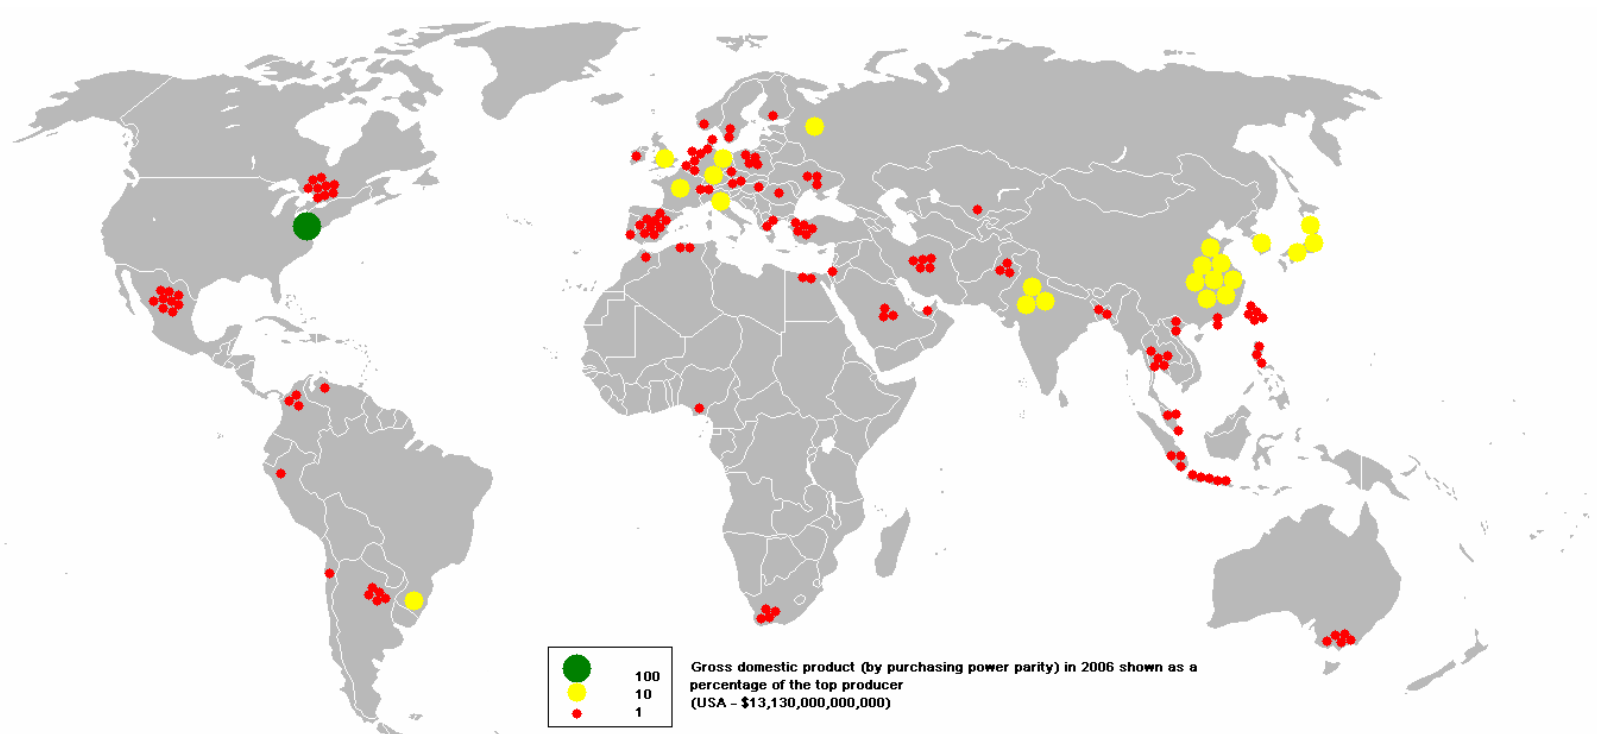 100
10
1
Gross domestic product (by purchasing power parity) in 2006 shown as a
percentage of the top producer
(USA - $13,130,000,000,000)